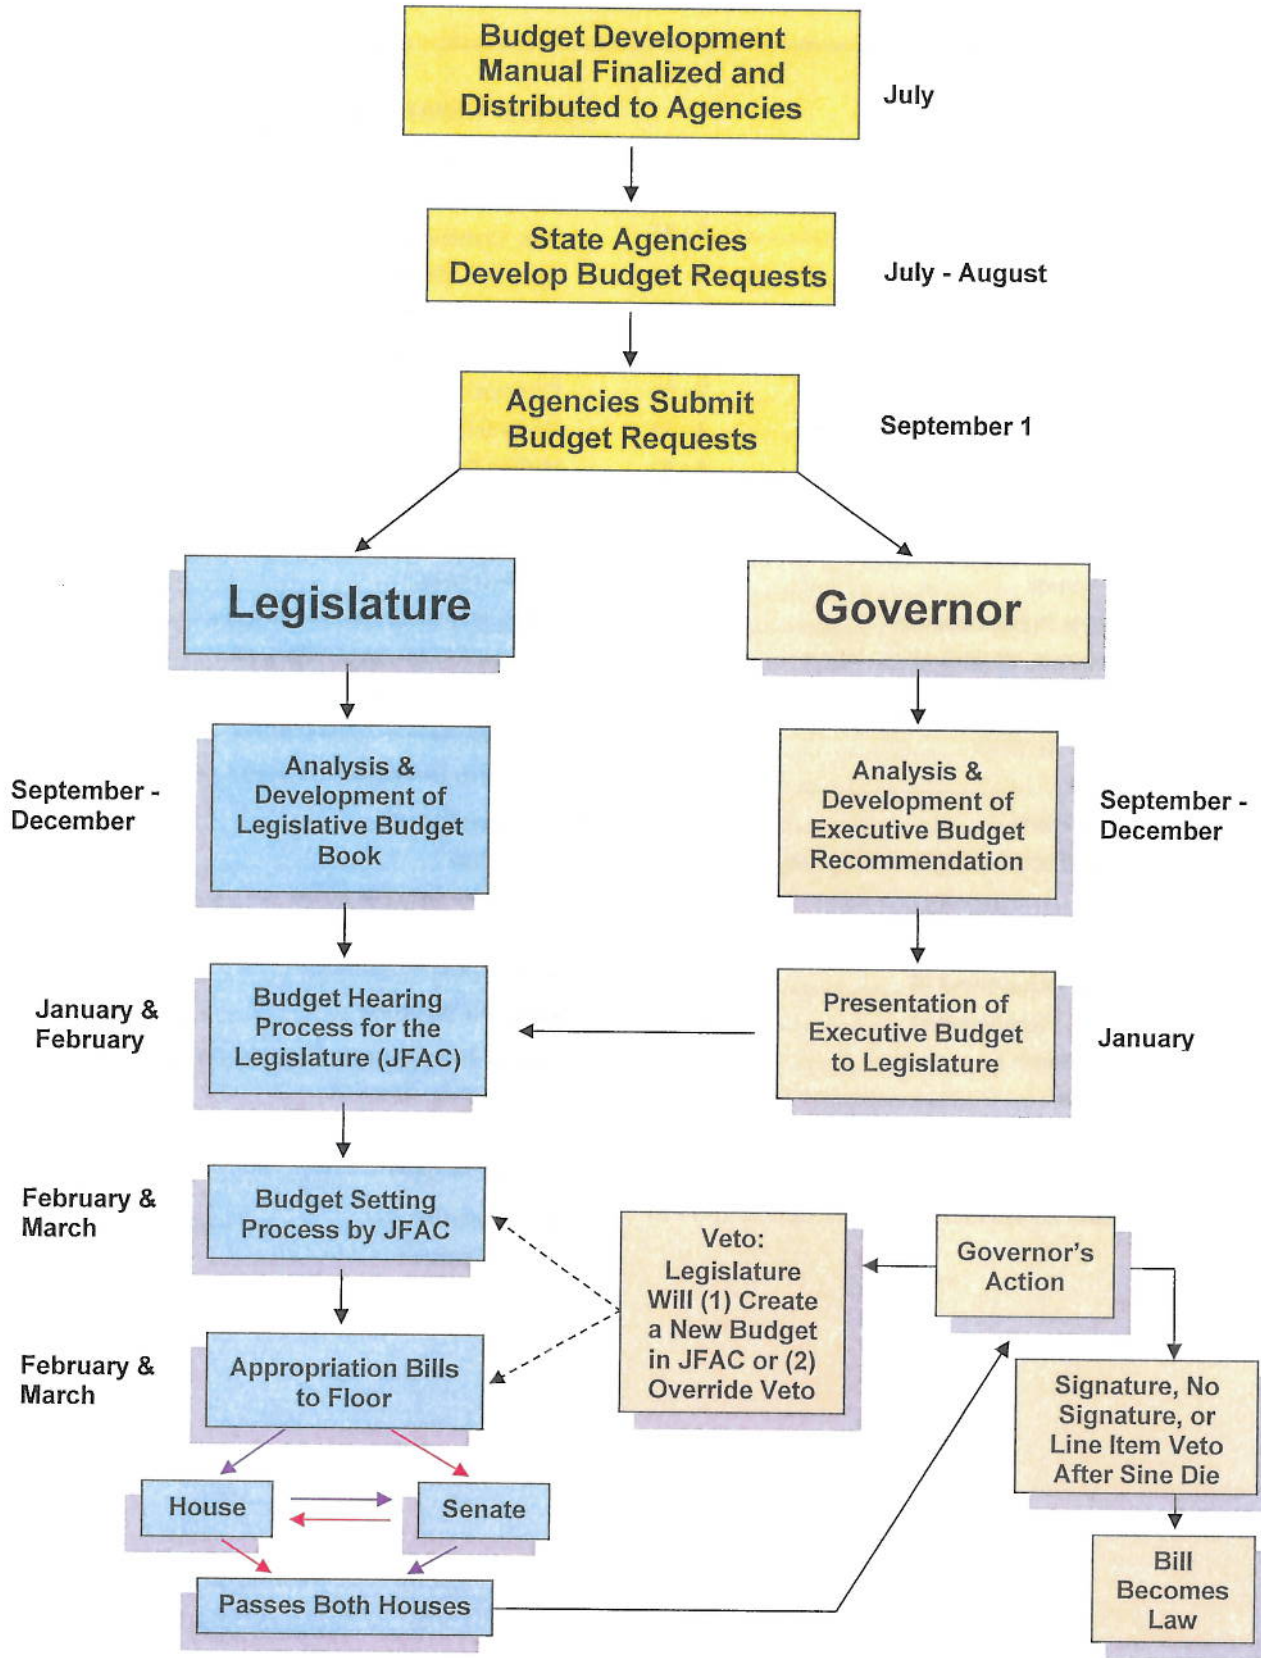 Budget Development
Manual Finalized and
Distributed to Agencies
July
State Agencies
Develop Budget Requests
July - August
Agencies Submit
Budget Requests
September 1
Legislature
Governor
September -
December
Analysis &
Development of
Legislative Budget
Book
Analysis &
Development of
Executive Budget
Recommendation
September -
December
January &
February
Budget Hearing
Process for the
Legislature (JFAC)
Presentation of
Executive Budget
to Legislature
January
February &
March
Budget Setting
Process by JFAC
Veto:
Legislature
Will (1) Create
a New Budget
in JFAC or (2)
Override Veto
Governor's
Action
February &
March
Appropriation Bills
to Floor
Signature, No
Signature, or
Line Item Veto
After Sine Die
House
Senate
Passes Both Houses
Bill
Becomes
Law